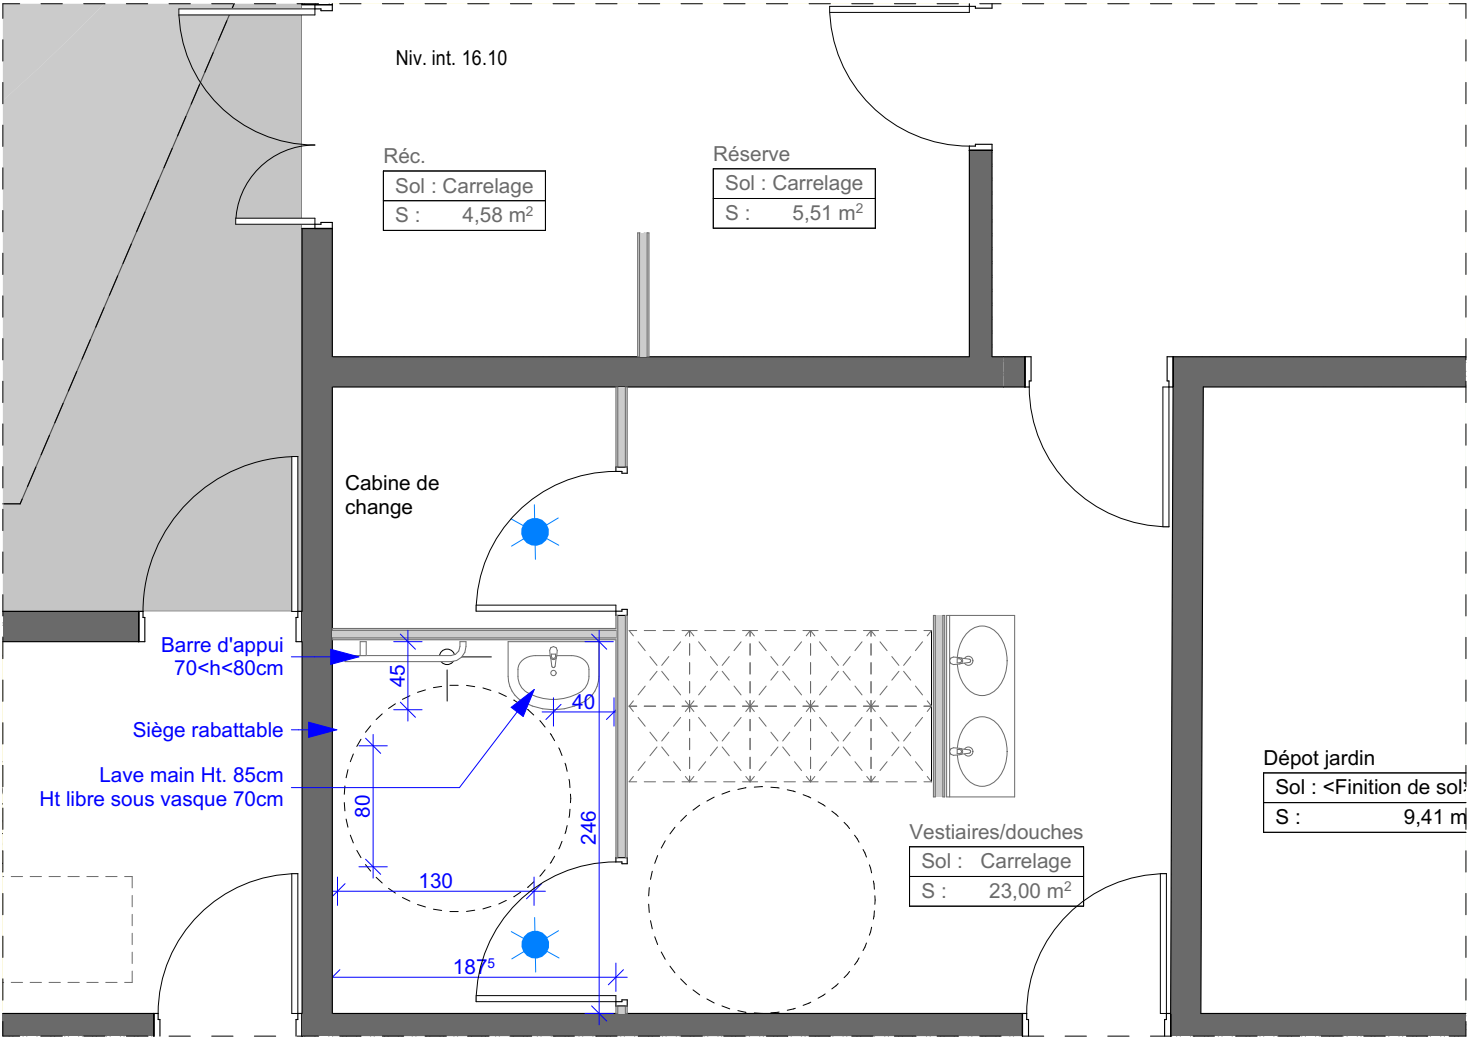 Niv. int. 16.10
Réc.
Sol : Carrelage
S : 4,58 m²
Réserve
Sol : Carrelage
S : 5,51 m²
Cabine de
change
Barre d'appui
70<h<80cm
Siège rabattable
Lave main Ht. 85cm
Ht libre sous vasque 70cm
45
40
80
246
130
187⁵
Vestiaires/douches
Sol : Carrelage
S : 23,00 m²
Dépot jardin
Sol : <Finition de sol
S : 9,41 m